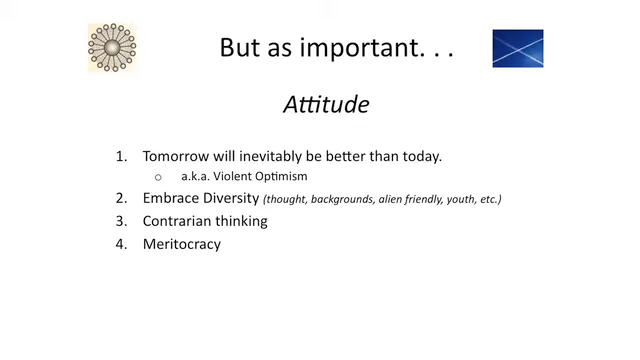 But as important. . .
Attitude
1. Tomorrow will inevitably be better than today.
o a.k.a. Violent Optimism
2. Embrace Diversity (thought, backgrounds, alien friendly, youth, etc.)
3. Contrarian thinking
4. Meritocracy